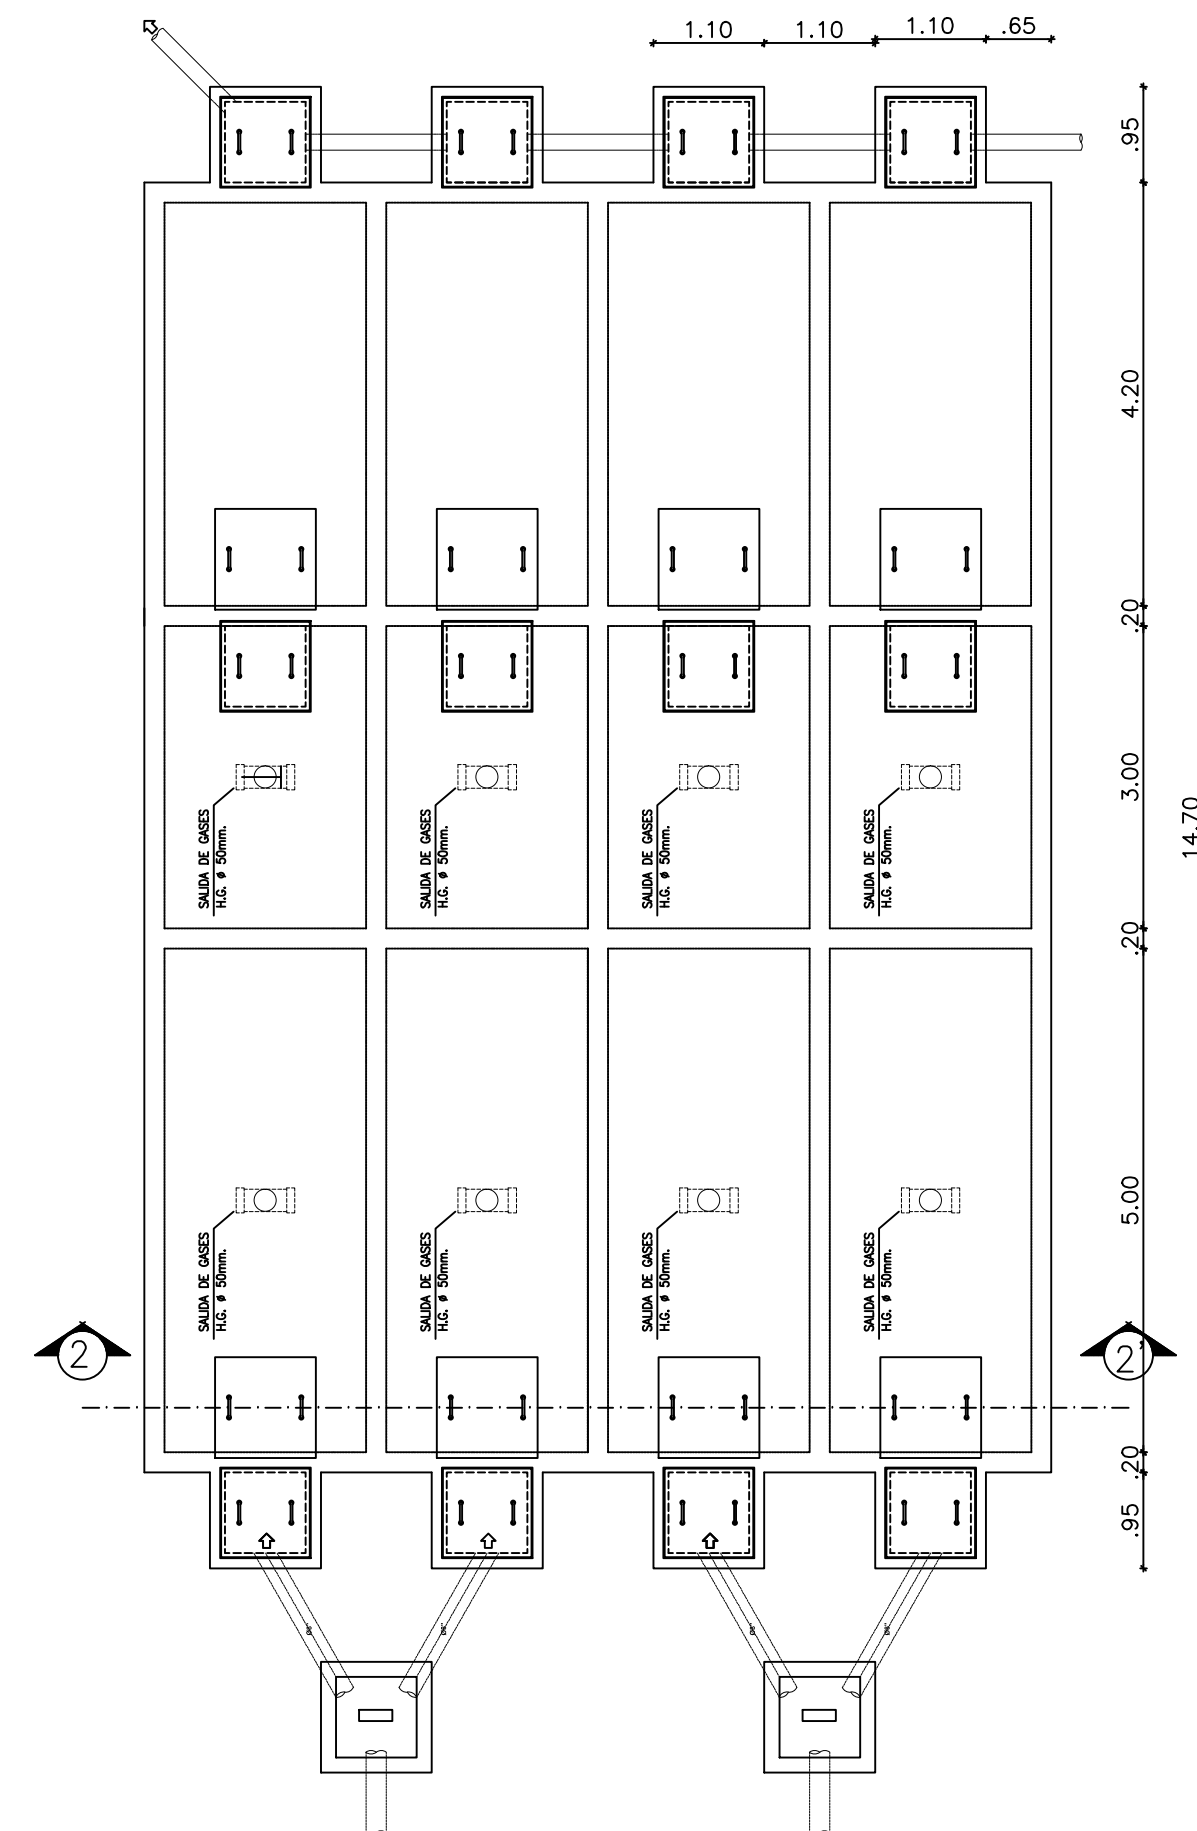 1.10
1.10
1.10
.65
.95
4.20
.20
3.00
14.70
.20
5.00
.20
.95
SALIDA DE GASES
H.G. ø 50mm.
SALIDA DE GASES
H.G. ø 50mm.
SALIDA DE GASES
H.G. ø 50mm.
SALIDA DE GASES
H.G. ø 50mm.
SALIDA DE GASES
H.G. ø 50mm.
SALIDA DE GASES
H.G. ø 50mm.
SALIDA DE GASES
H.G. ø 50mm.
SALIDA DE GASES
H.G. ø 50mm.
2
2